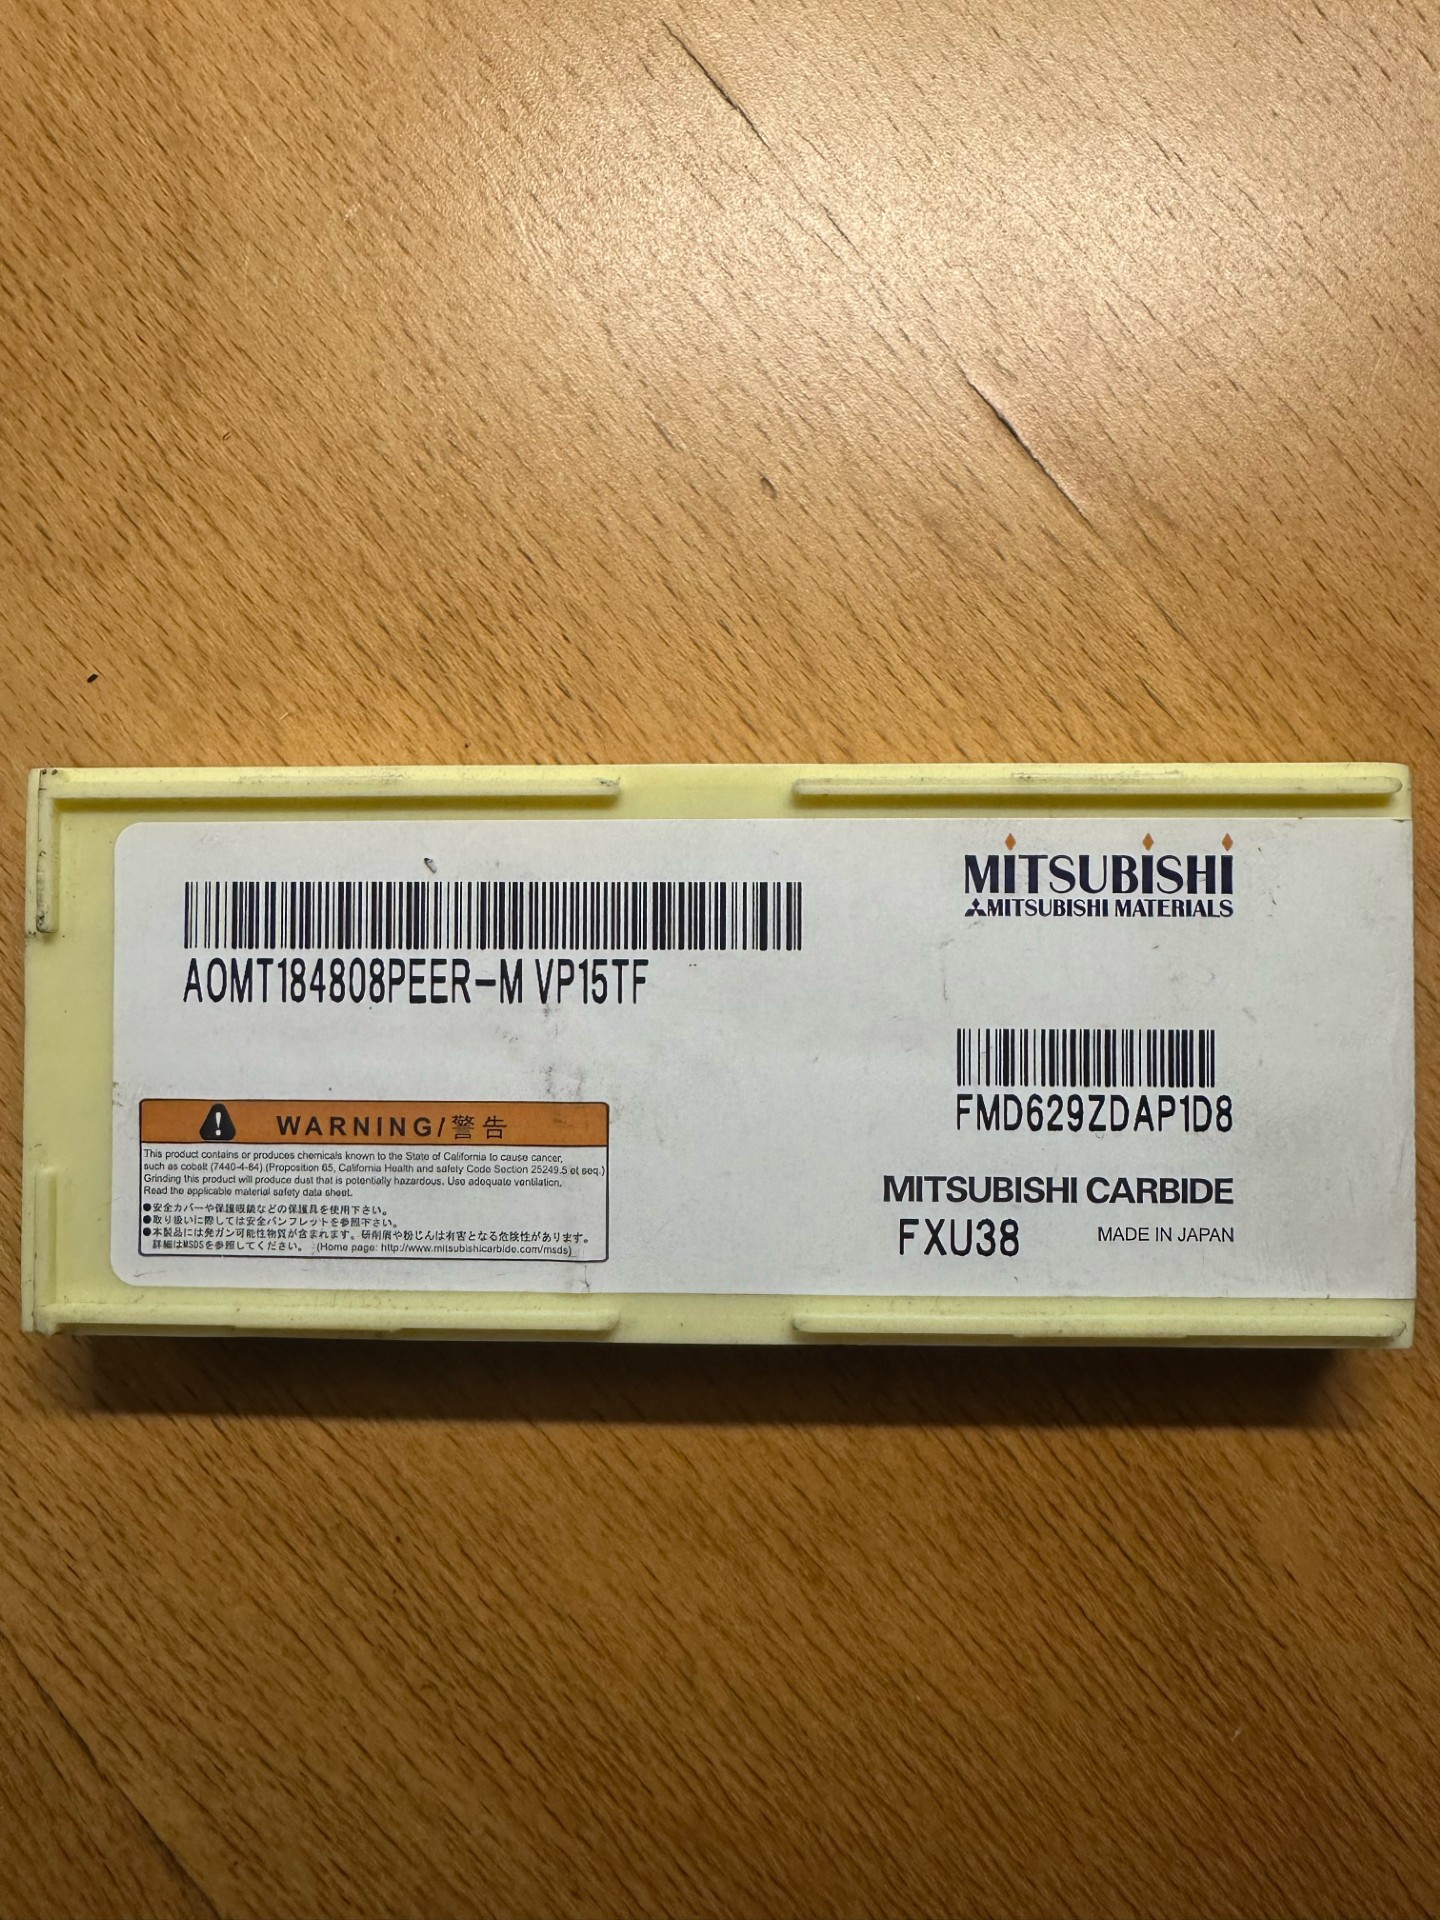 MITSUBISHI
MITSUBISHI MATERIALS
AOMT184808PEER-M VP15TF
FMD629ZDAP1D8
WARNING/警告
This product contains or produces chemicals known to the State of California to cause cancer,
such as cobalt (7440-4-84) (Proposition 65, California Health and safety Code Section 25249.5 et seq.)
Grinding this product will produce dust that is potentially hazardous. Use adequate ventilation.
Read the applicable material safety data sheet.
●安全カバーや保護眼鏡などの保護具を使用下さい。
●取り扱いに際しては安全パンフレットを参照下さい。
●本製品には発ガン可能性物質が含まれます。研削屑や粉じんは有害となる危険性があります。
詳細はMSDSを参照してください。 (Home page: http://www.mitsubishicarbide.com/msds)
MITSUBISHI CARBIDE
FXU38 MADE IN JAPAN